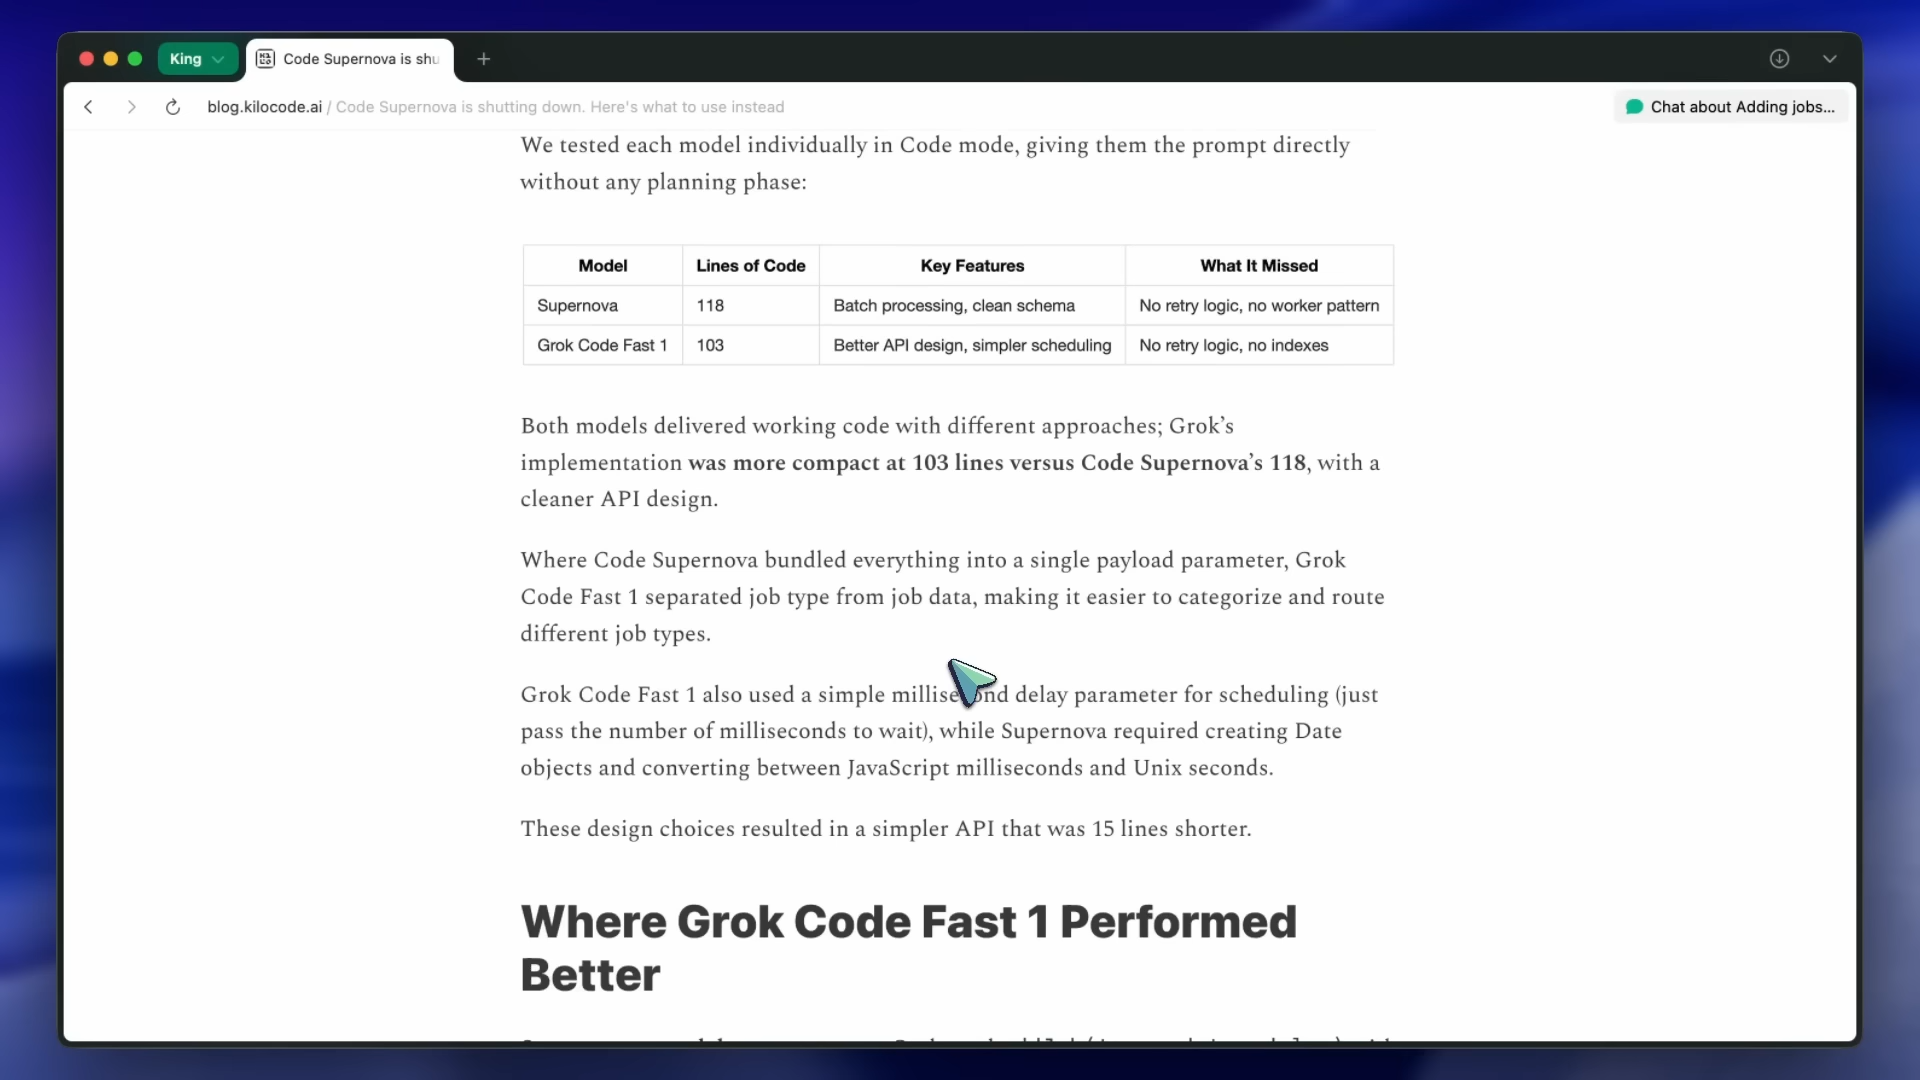 King
Code Supernova is shu
blog.kilocode.ai / Code Supernova is shutting down. Here's what to use instead
Chat about Adding jobs...
We tested each model individually in Code mode, giving them the prompt directly
without any planning phase:
Model Lines of Code Key Features What It Missed
Supernova 118 Batch processing, clean schema No retry logic, no worker pattern
Grok Code Fast 1 103 Better API design, simpler scheduling No retry logic, no indexes
Both models delivered working code with different approaches; Grok’s
implementation was more compact at 103 lines versus Code Supernova’s 118, with a
cleaner API design.
Where Code Supernova bundled everything into a single payload parameter, Grok
Code Fast 1 separated job type from job data, making it easier to categorize and route
different job types.
Grok Code Fast 1 also used a simple millisecond delay parameter for scheduling (just
pass the number of milliseconds to wait), while Supernova required creating Date
objects and converting between JavaScript milliseconds and Unix seconds.
These design choices resulted in a simpler API that was 15 lines shorter.
Where Grok Code Fast 1 Performed
Better